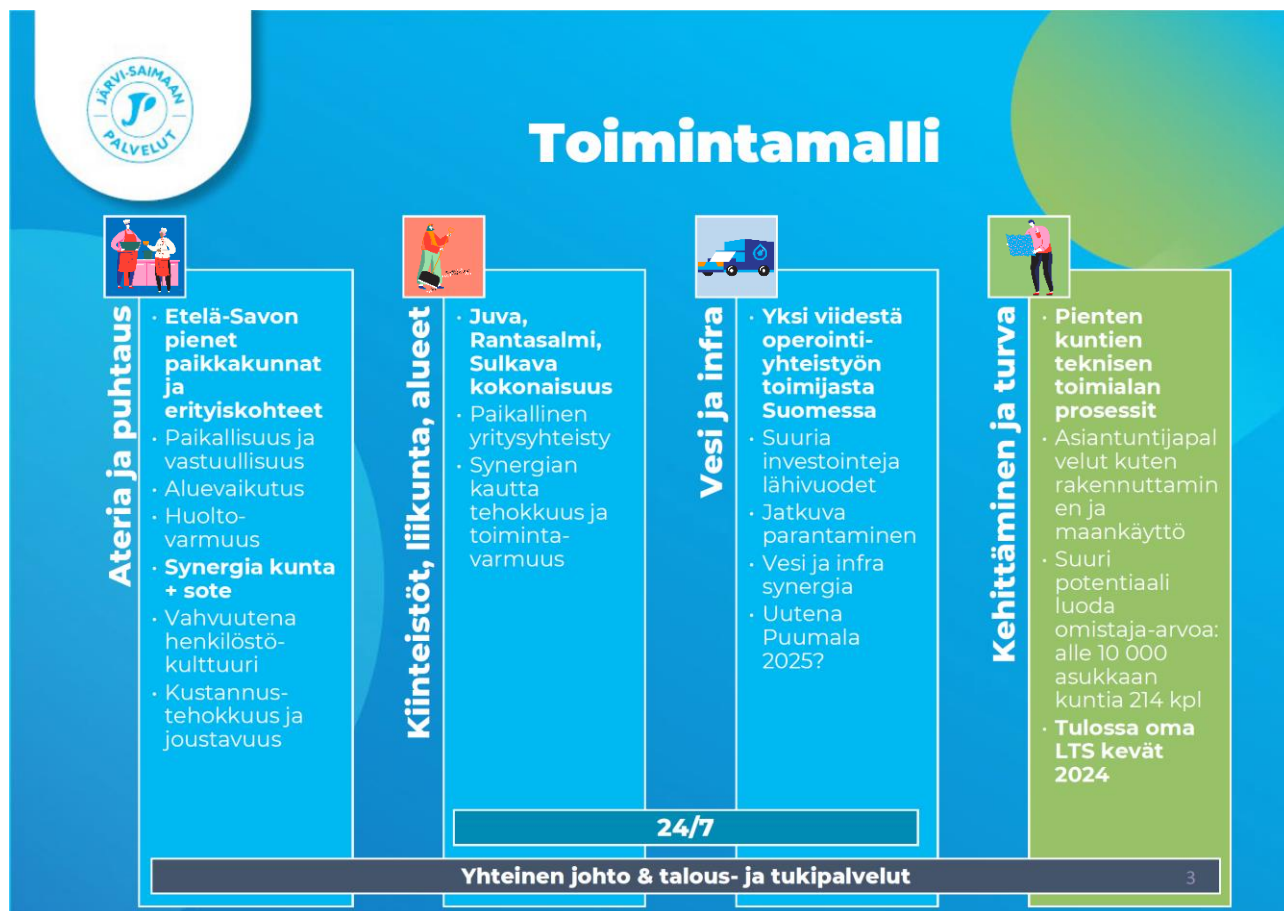 JÄRVI-SAIMAAN
PALVELUT
Toimintamalli
Ateria ja puhtaus
· Etelä-Savon
pienet
paikkakunnat
ja
erityiskohteet
· Paikallisuus ja
vastuullisuus
· Aluevaikutus
· Huolto-
varmuus
· Synergia kunta
+ sote
· Vahvuutena
henkilöstö-
kulttuuri
· Kustannus-
tehokkuus ja
joustavuus
Kiinteistöt, liikunta, alueet
· Juva,
Rantasalmi,
Sulkava
kokonaisuus
· Paikallinen
yritysyhteisty
· Synergian
kautta
tehokkuus ja
toiminta-
varmuus
Vesi ja infra
· Yksi viidestä
operointi-
yhteistyön
toimijasta
Suomessa
· Suuria
investointeja
lähivuodet
· Jatkuva
parantaminen
· Vesi ja infra
synergia
· Uutena
Puumala
2025?
Kehittäminen ja turva
· Pienten
kuntien
teknisen
toimialan
prosessit
· Asiantuntijapal
velut kuten
rakennuttamin
en ja
maankäyttö
· Suuri
potentiaali
luoda
omistaja-arvoa:
alle 10 000
asukkaan
kuntia 214 kpl
· Tulossa oma
LTS kevät
2024
24/7
Yhteinen johto & talous- ja tukipalvelut
3